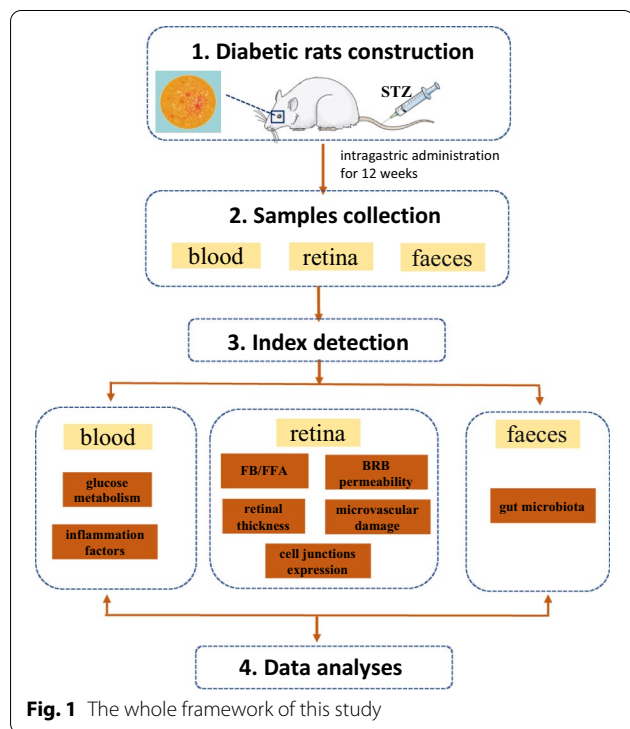 1. Diabetic rats construction
STZ
intragastric administration
for 12 weeks
2. Samples collection
blood
retina
faeces
3. Index detection
blood
glucose
metabolism
inflammation
factors
retina
FB/FFA
BRB
permeability
retinal
thickness
microvascular
damage
cell junctions
expression
faeces
gut microbiota
4. Data analyses
Fig. 1 The whole framework of this study